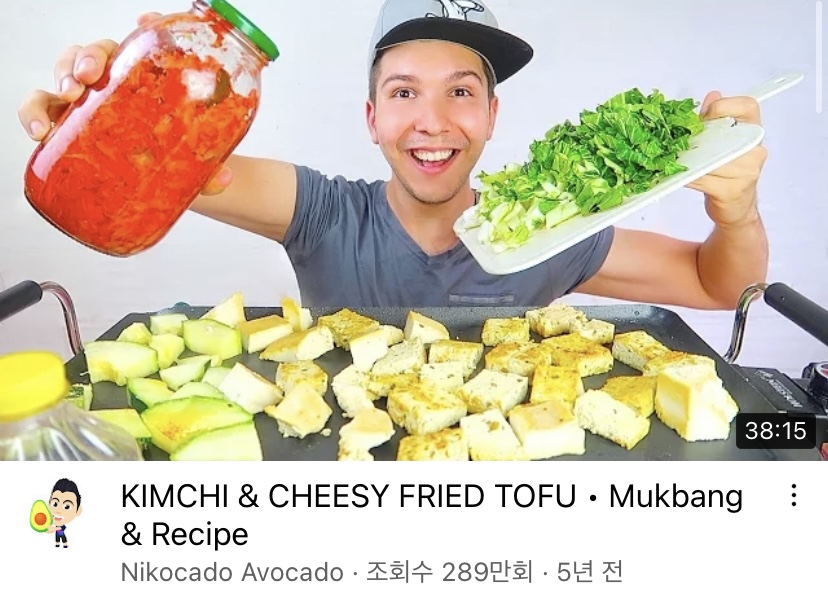 38:15
KIMCHI & CHEESY FRIED TOFU • Mukbang
& Recipe
Nikocado Avocado · 조회수 289만회 · 5년 전